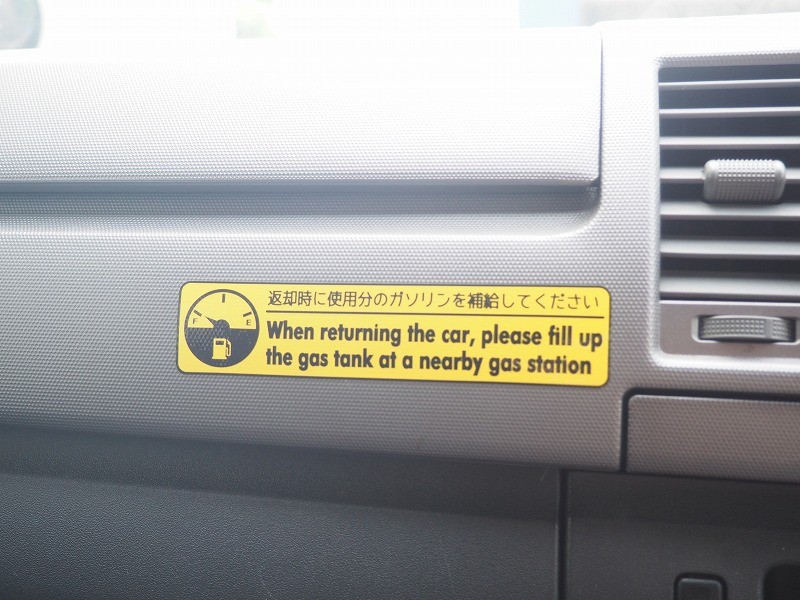 返却時に使用分のガソリンを補給してください
F E
When returning the car, please fill up
the gas tank at a nearby gas station